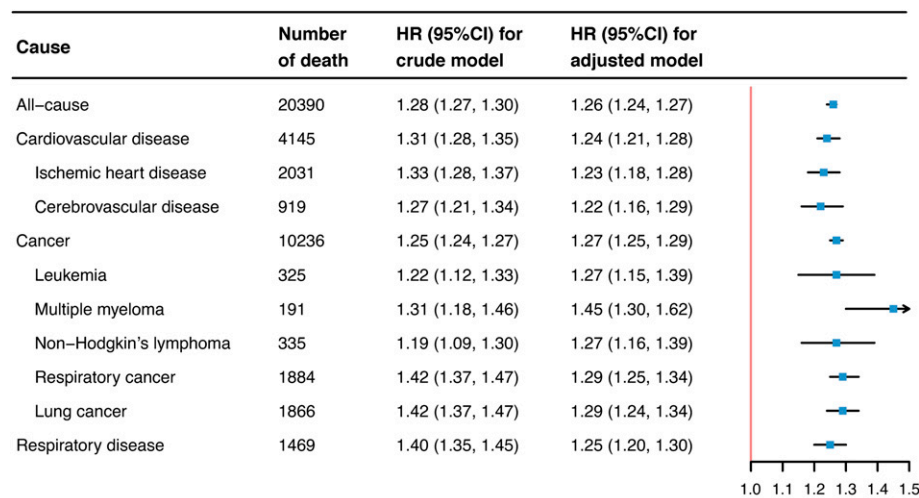 Cause Number of death HR (95%CI) for crude model HR (95%CI) for adjusted model
All−cause 20390 1.28 (1.27, 1.30) 1.26 (1.24, 1.27)
Cardiovascular disease 4145 1.31 (1.28, 1.35) 1.24 (1.21, 1.28)
Ischemic heart disease 2031 1.33 (1.28, 1.37) 1.23 (1.18, 1.28)
Cerebrovascular disease 919 1.27 (1.21, 1.34) 1.22 (1.16, 1.29)
Cancer 10236 1.25 (1.24, 1.27) 1.27 (1.25, 1.29)
Leukemia 325 1.22 (1.12, 1.33) 1.27 (1.15, 1.39)
Multiple myeloma 191 1.31 (1.18, 1.46) 1.45 (1.30, 1.62)
Non−Hodgkin's lymphoma 335 1.19 (1.09, 1.30) 1.27 (1.16, 1.39)
Respiratory cancer 1884 1.42 (1.37, 1.47) 1.29 (1.25, 1.34)
Lung cancer 1866 1.42 (1.37, 1.47) 1.29 (1.24, 1.34)
Respiratory disease 1469 1.40 (1.35, 1.45) 1.25 (1.20, 1.30)
1.0 1.1 1.2 1.3 1.4 1.5